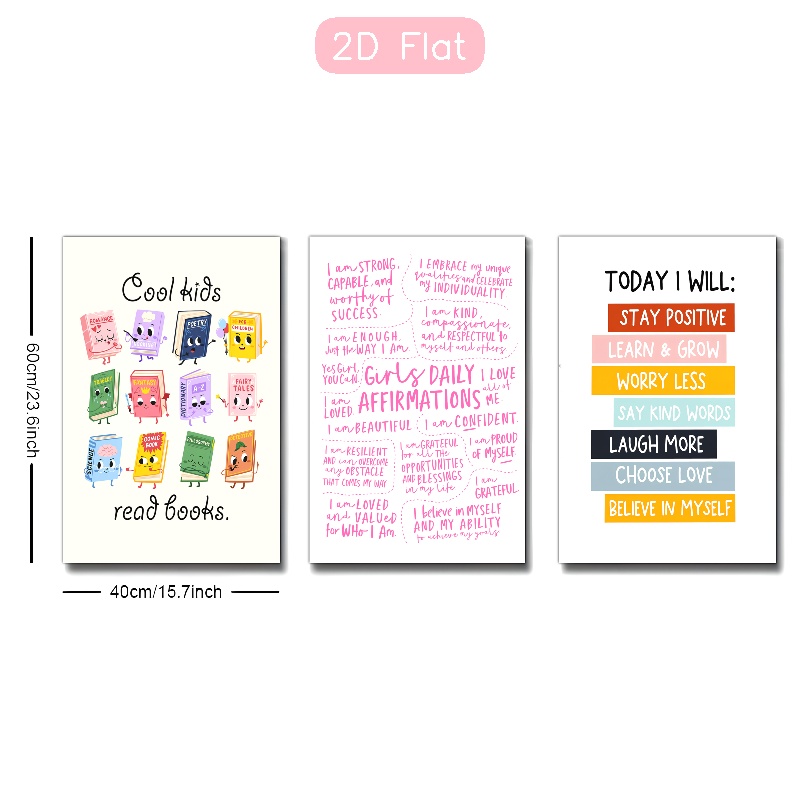 2D Flat
60cm/23.6inch
40cm/15.7inch
Cool kids
ROMANCE
POETRY
FOR
CHILDREN
FANTASY
DICTIONARY
A-Z
FAIRY
TALES
SCIENCE
COMIC
BOOK
PHILOSOPHY
read books.
I am STRONG,
CAPABLE, and
worthy of
SUCCESS.
I EMBRACE my unique
qualities and CELEBRATE
my INDIVIDUALITY
I am ENOUGH,
Just the WAY I Am.
I am KIND,
compassionate,
and RESPECTFUL to
myself and others.
Yes Girl,
YOU CAN.
Girls DAILY
AFFIRMATIONS
I LOVE
all of
ME
I am
LOVED
I am BEAUTIFUL
I am CONFIDENT.
I am RESILIENT
AND can OVERCOME
any OBSTACLE
THAT COMES MY WAY.
I am GRATEFUL
for all the
OPPORTUNITIES
AND BLESSINGS
in my life
I am PROUD
of MYSELF
I am
GRATEFUL.
I am LOVED
and VALUED
for WHO I Am.
I believe in MYSELF
AND MY ABILITY
to achieve my goals
TODAY I WILL:
STAY POSITIVE
LEARN & GROW
WORRY LESS
SAY KIND WORDS
LAUGH MORE
CHOOSE LOVE
BELIEVE IN MYSELF